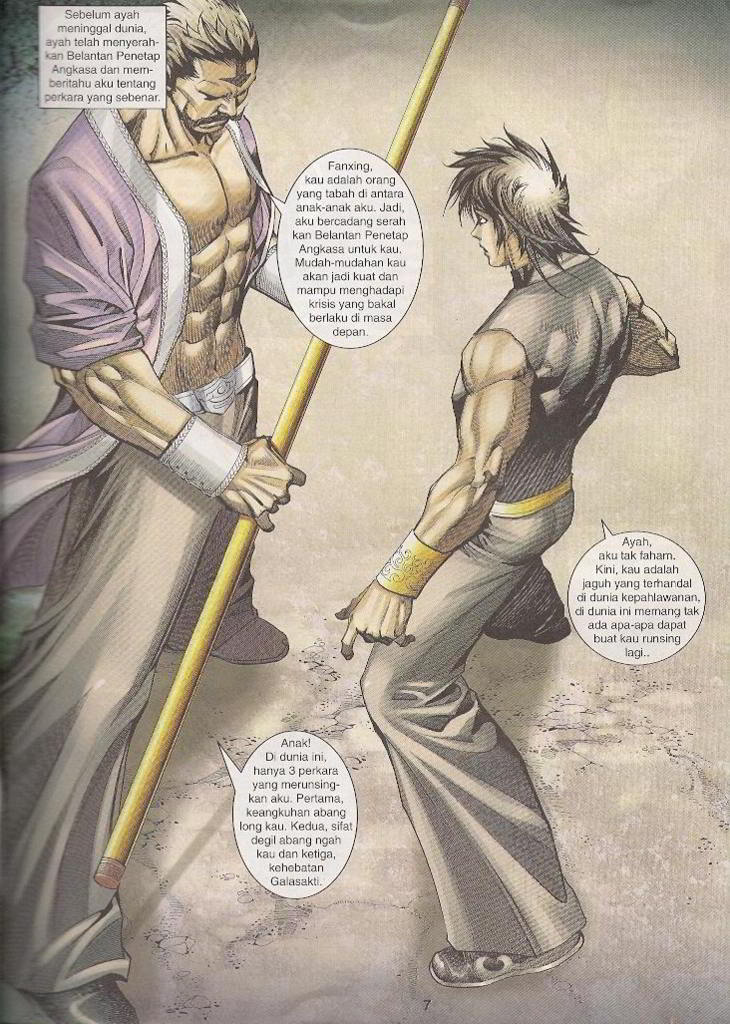 Sebelum ayah
meninggal dunia,
ayah telah menyerah-
kan Belantan Penetap
Angkasa dan mem-
beritahu aku tentang
perkara yang sebenar.
Fanxing,
kau adalah orang
yang tabah di antara
anak-anak aku. Jadi,
aku bercadang serah
kan Belantan Penetap
Angkasa untuk kau.
Mudah-mudahan kau
akan jadi kuat dan
mampu menghadapi
krisis yang bakal
berlaku di masa
depan.
Ayah,
aku tak faham.
Kini, kau adalah
jaguh yang terhandal
di dunia kepahlawanan,
di dunia ini memang tak
ada apa-apa dapat
buat kau runsing
lagi..
Anak!
Di dunia ini,
hanya 3 perkara
yang merunsing-
kan aku. Pertama,
keangkuhan abang
long kau. Kedua, sifat
degil abang ngah
kau dan ketiga,
kehebatan
Galasakti.
7